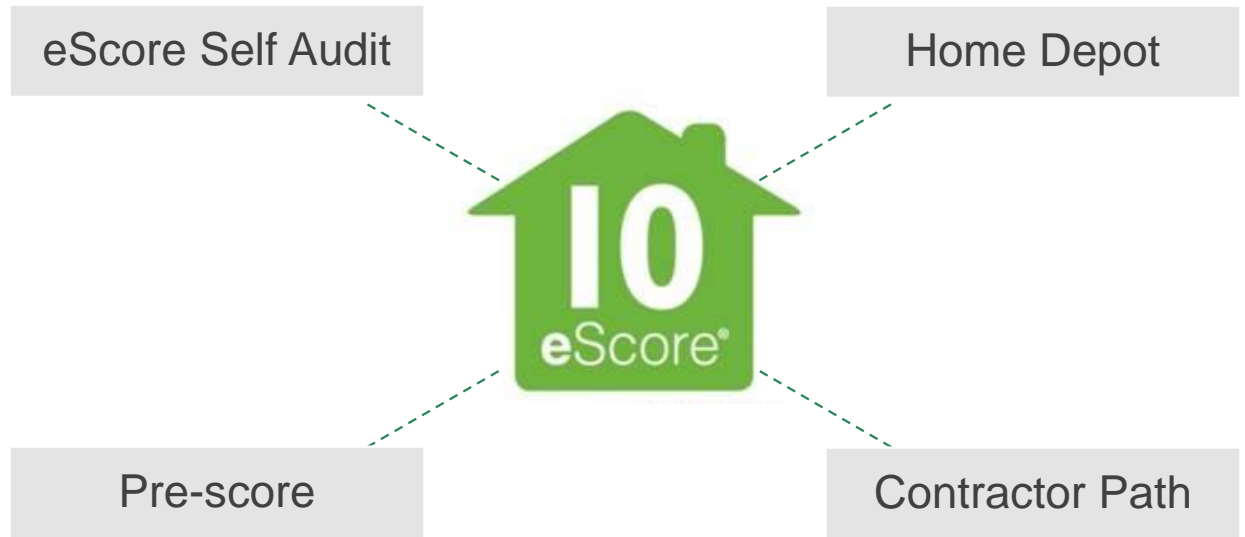 eScore Self Audit
Home Depot
10
eScore®
Pre-score
Contractor Path